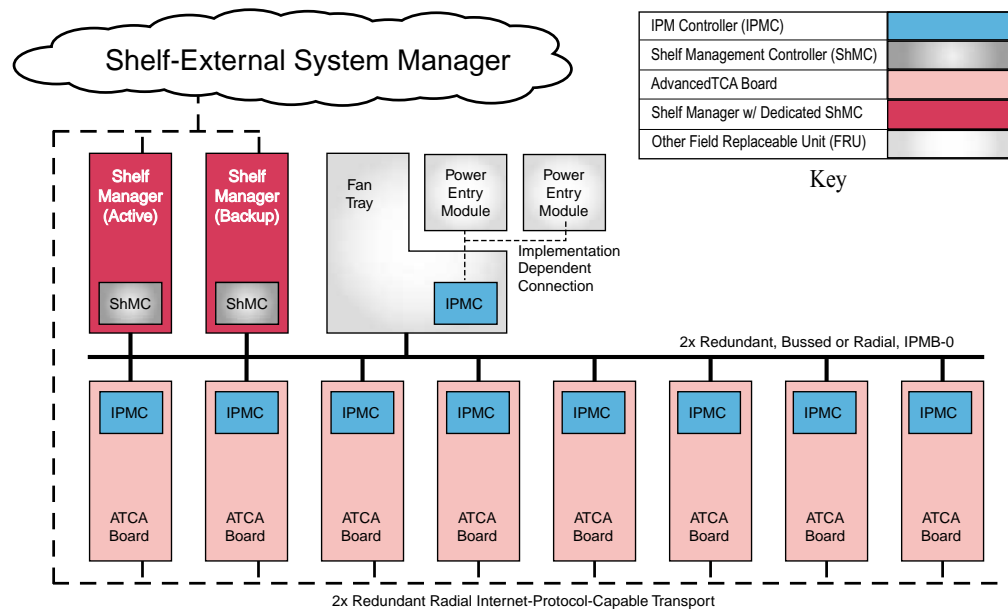 Shelf-External System Manager
IPM Controller (IPMC)
Shelf Management Controller (ShMC)
AdvancedTCA Board
Shelf Manager w/ Dedicated ShMC
Other Field Replaceable Unit (FRU)
Key
Shelf
Manager
(Active)
ShMC
Shelf
Manager
(Backup)
ShMC
Fan
Tray
Power
Entry
Module
Power
Entry
Module
Implementation
Dependent
Connection
IPMC
2x Redundant, Bussed or Radial, IPMB-0
IPMC
IPMC
IPMC
IPMC
IPMC
IPMC
IPMC
IPMC
ATCA
Board
ATCA
Board
ATCA
Board
ATCA
Board
ATCA
Board
ATCA
Board
ATCA
Board
ATCA
Board
2x Redundant Radial Internet-Protocol-Capable Transport